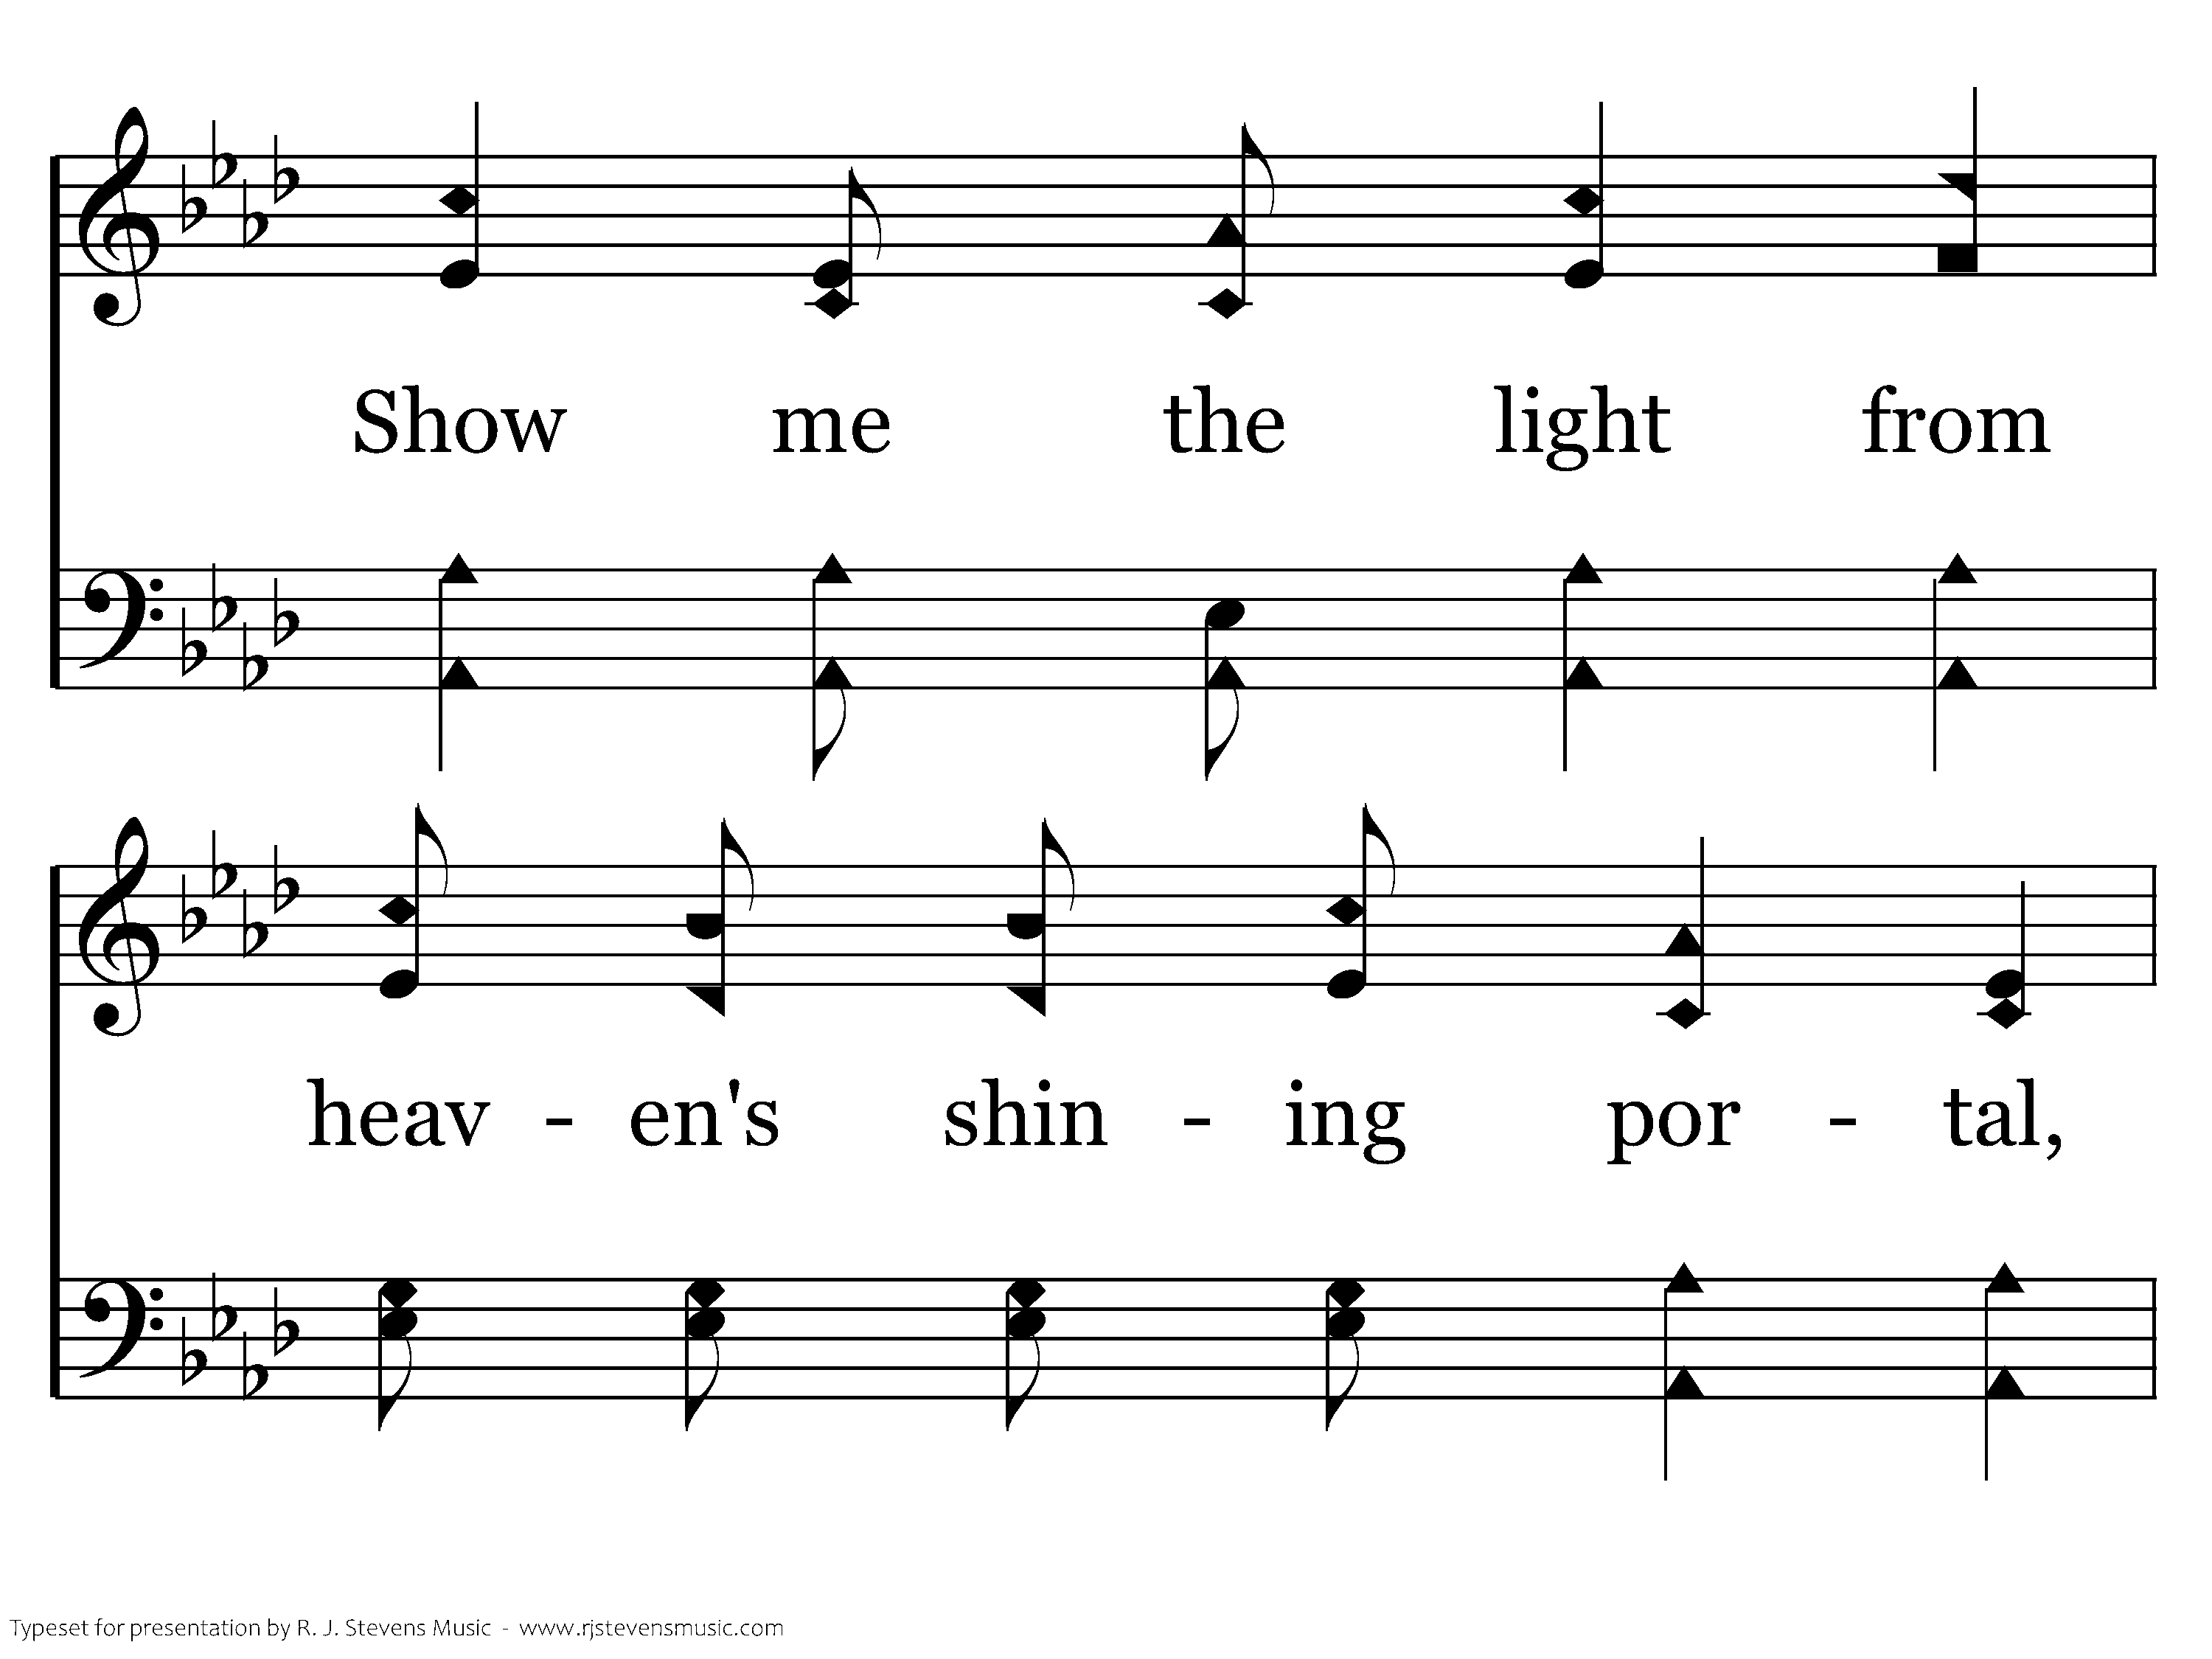 Show me the light from
heav - en's shin - ing por - tal,
Typeset for presentation by R. J. Stevens Music - www.rjstevensmusic.com